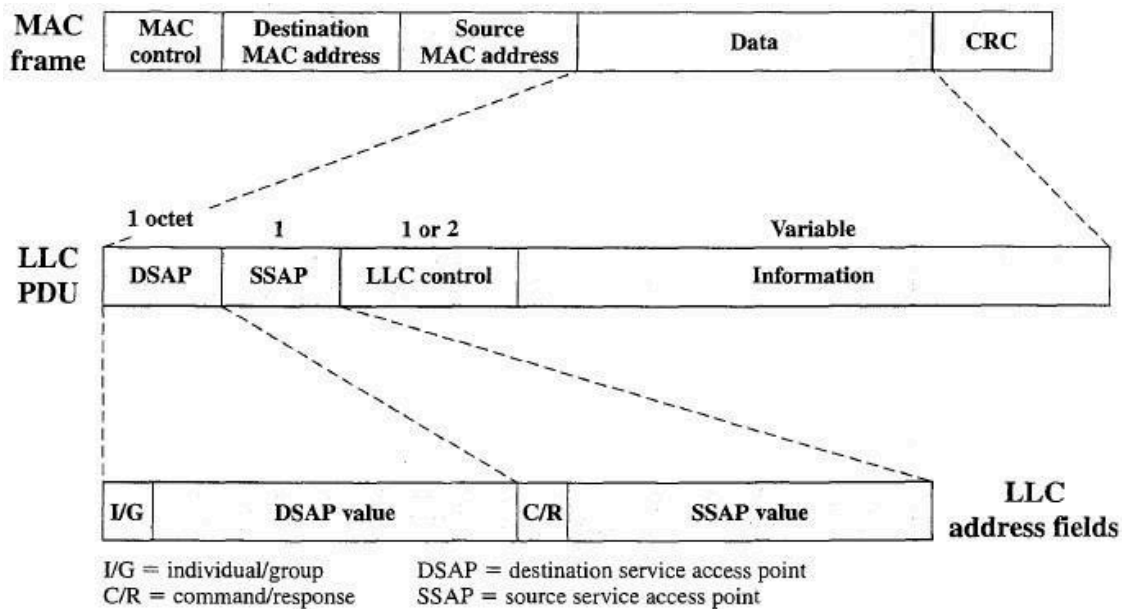 MAC frame
MAC control
Destination MAC address
Source MAC address
Data
CRC
1 octet
1
1 or 2
Variable
LLC PDU
DSAP
SSAP
LLC control
Information
I/G
DSAP value
C/R
SSAP value
LLC address fields
I/G = individual/group
DSAP = destination service access point
C/R = command/response
SSAP = source service access point